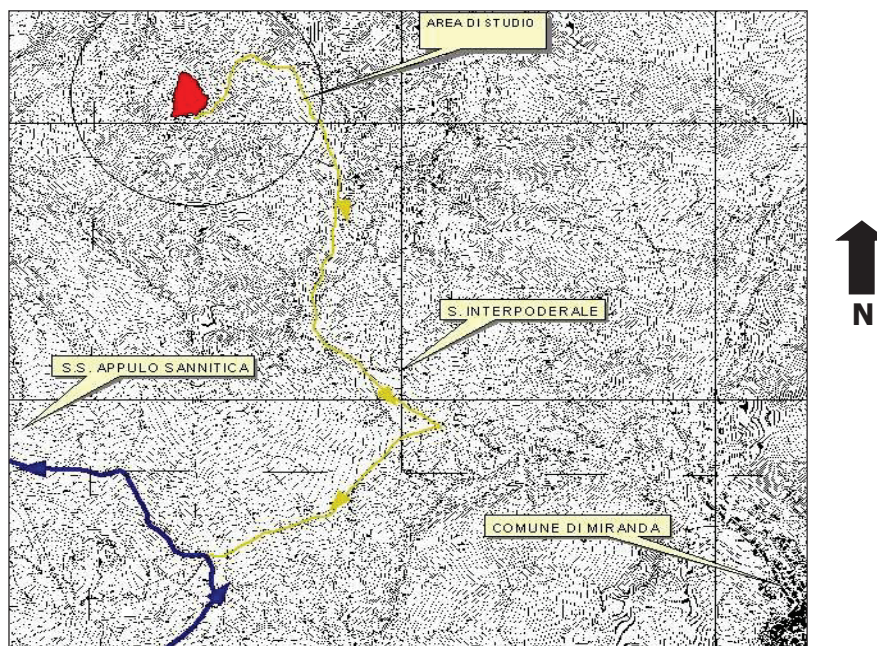 AREA DI STUDIO
S. INTERPODERALE
N
S.S. APPULO SANNITICA
COMUNE DI MIRANDA